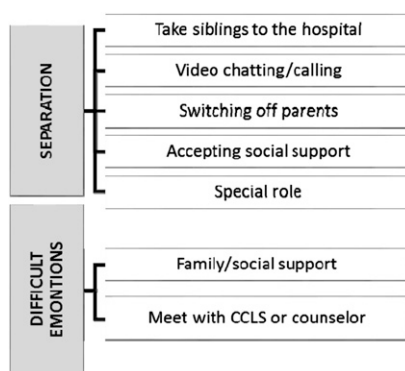 SEPARATION
Take siblings to the hospital
Video chatting/calling
Switching off parents
Accepting social support
Special role
DIFFICULT
EMONTIONS
Family/social support
Meet with CCLS or counselor